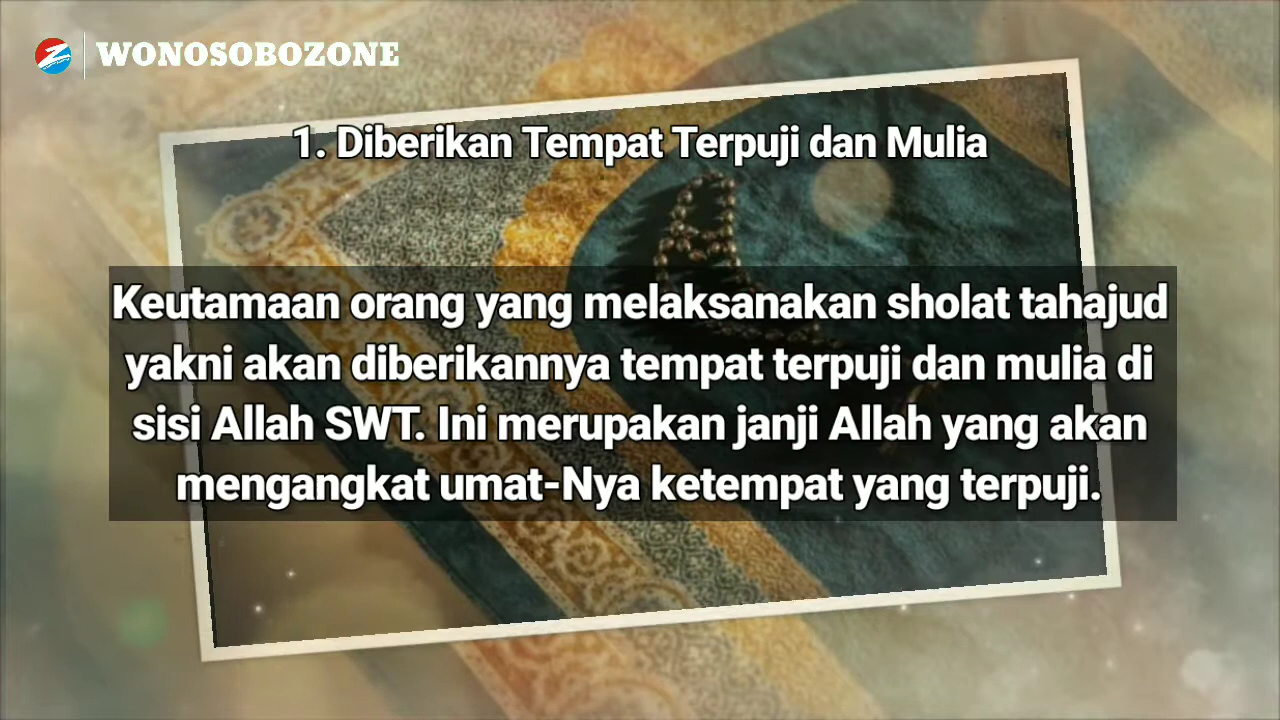 WONOSOBOZONE
1. Diberikan Tempat Terpuji dan Mulia
Keutamaan orang yang melaksanakan sholat tahajud
yakni akan diberikannya tempat terpuji dan mulia di
sisi Allah SWT. Ini merupakan janji Allah yang akan
mengangkat umat-Nya ketempat yang terpuji.